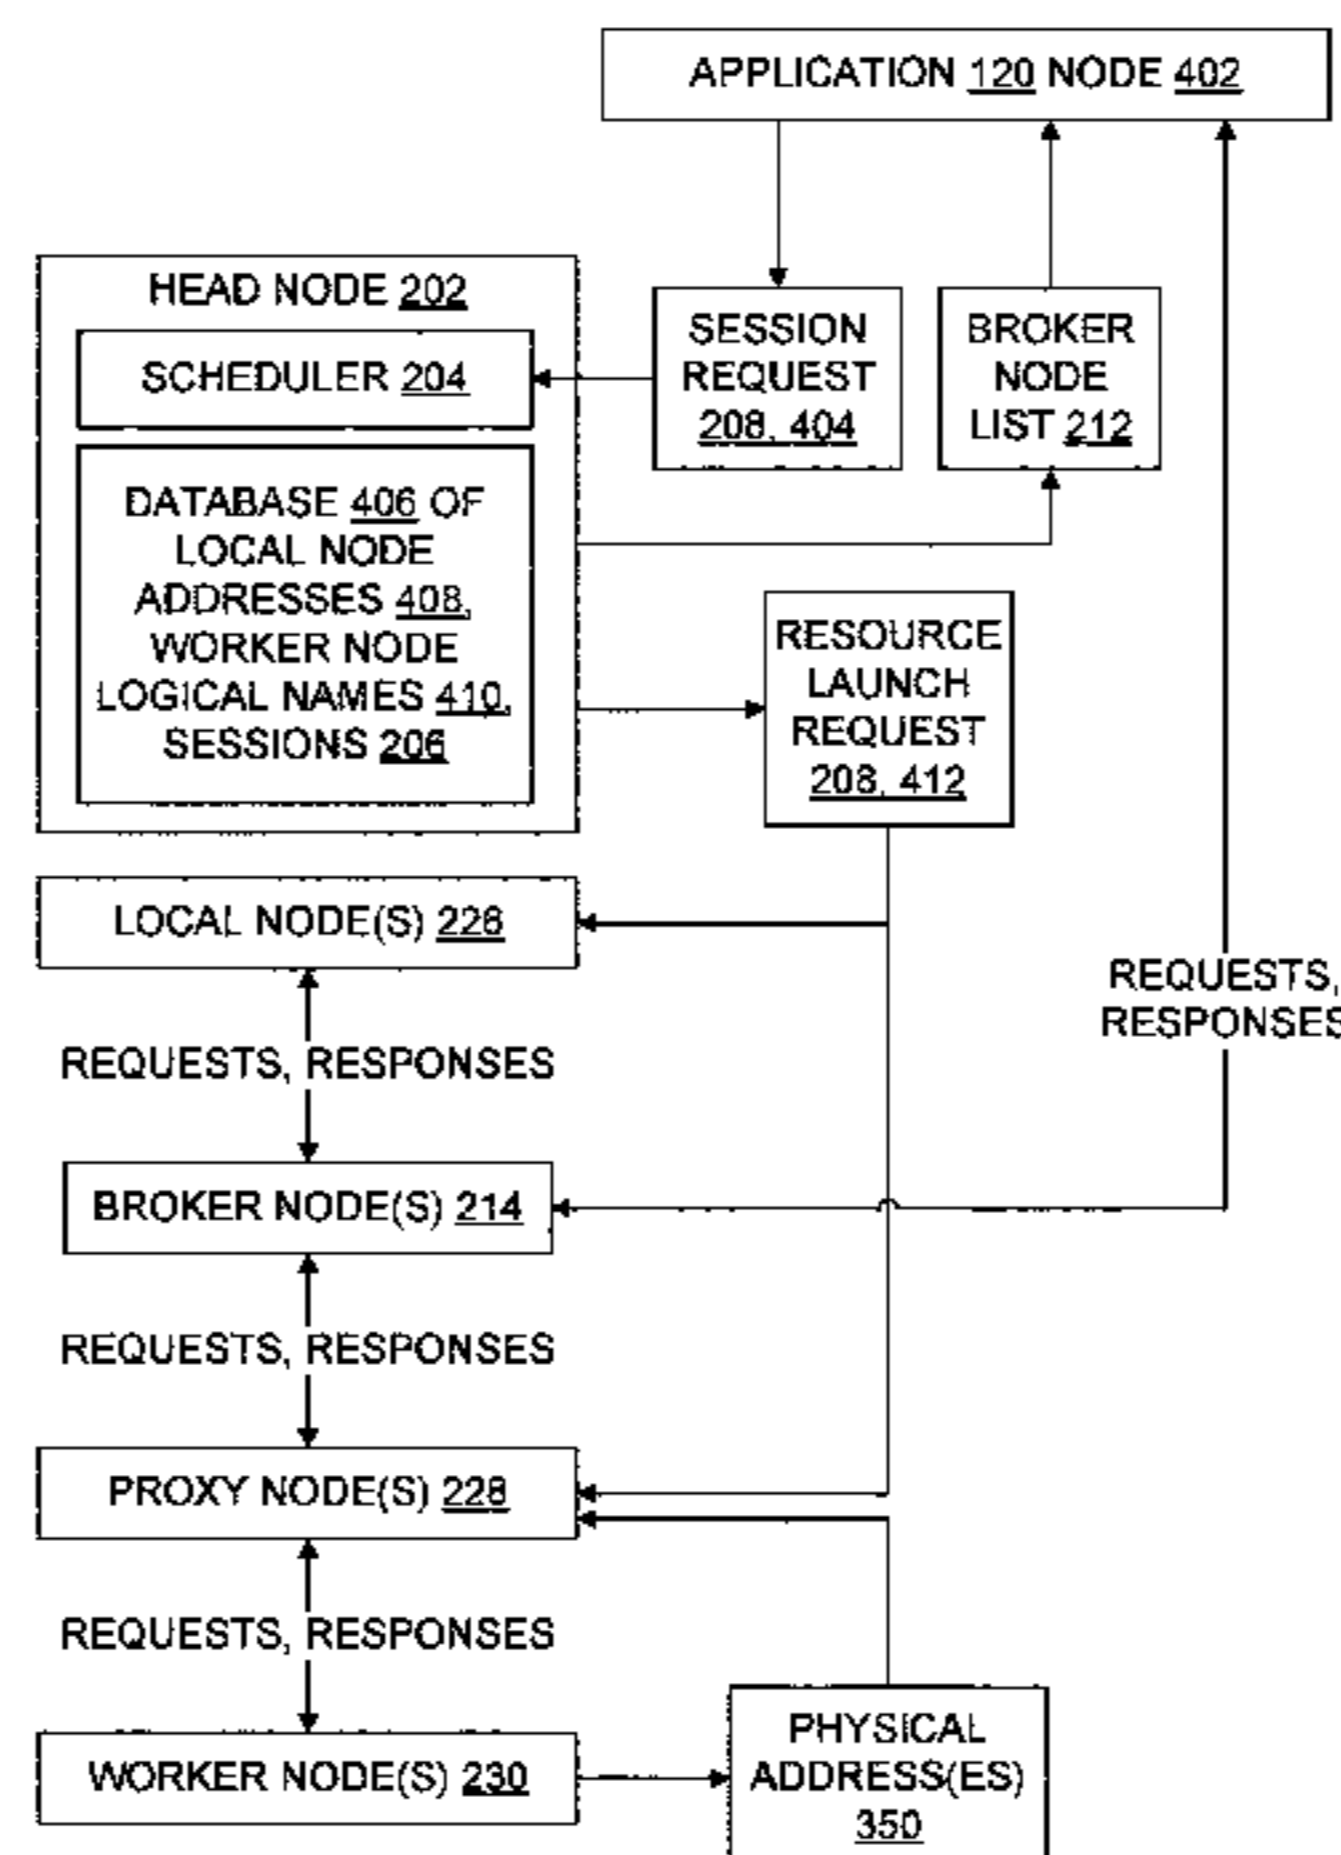 APPLICATION 120 NODE 402
HEAD NODE 202
SCHEDULER 204
SESSION
REQUEST
208, 404
BROKER
NODE
LIST 212
DATABASE 406 OF
LOCAL NODE
ADDRESSES 408,
WORKER NODE
LOGICAL NAMES 410,
SESSIONS 206
RESOURCE
LAUNCH
REQUEST
208, 412
LOCAL NODE(S) 226
REQUESTS,
RESPONSES
REQUESTS, RESPONSES
BROKER NODE(S) 214
REQUESTS, RESPONSES
PROXY NODE(S) 228
REQUESTS, RESPONSES
WORKER NODE(S) 230
PHYSICAL
ADDRESS(ES)
350